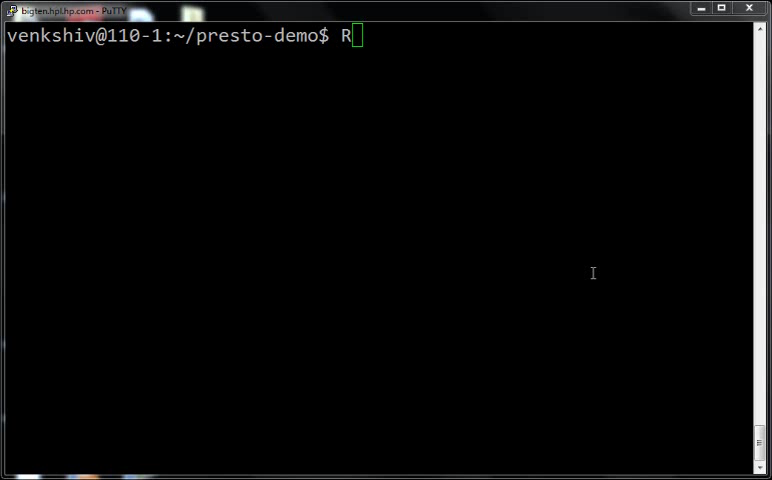 bigten.hpl.hp.com - PuTTY
venkshiv@110-1:~/presto-demo$ R